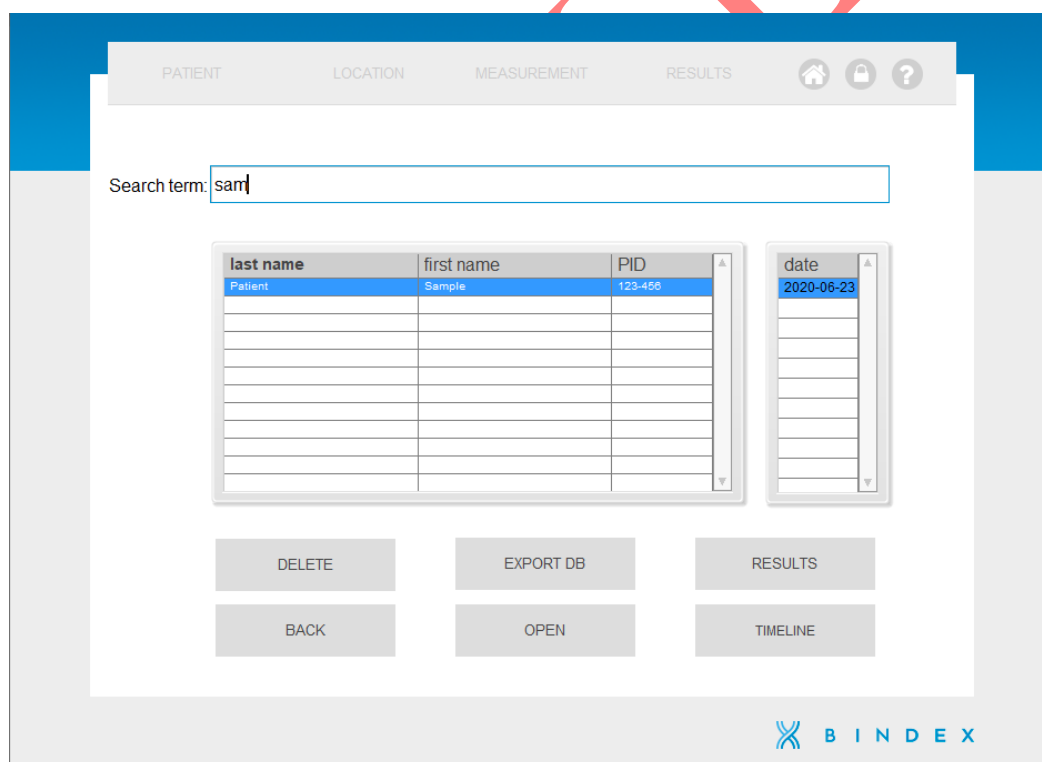 PATIENT LOCATION MEASUREMENT RESULTS ?
Search term: sam
last name first name PID date
Patient Sample 123-456 2020-06-23
DELETE EXPORT DB RESULTS
BACK OPEN TIMELINE
BINDEX